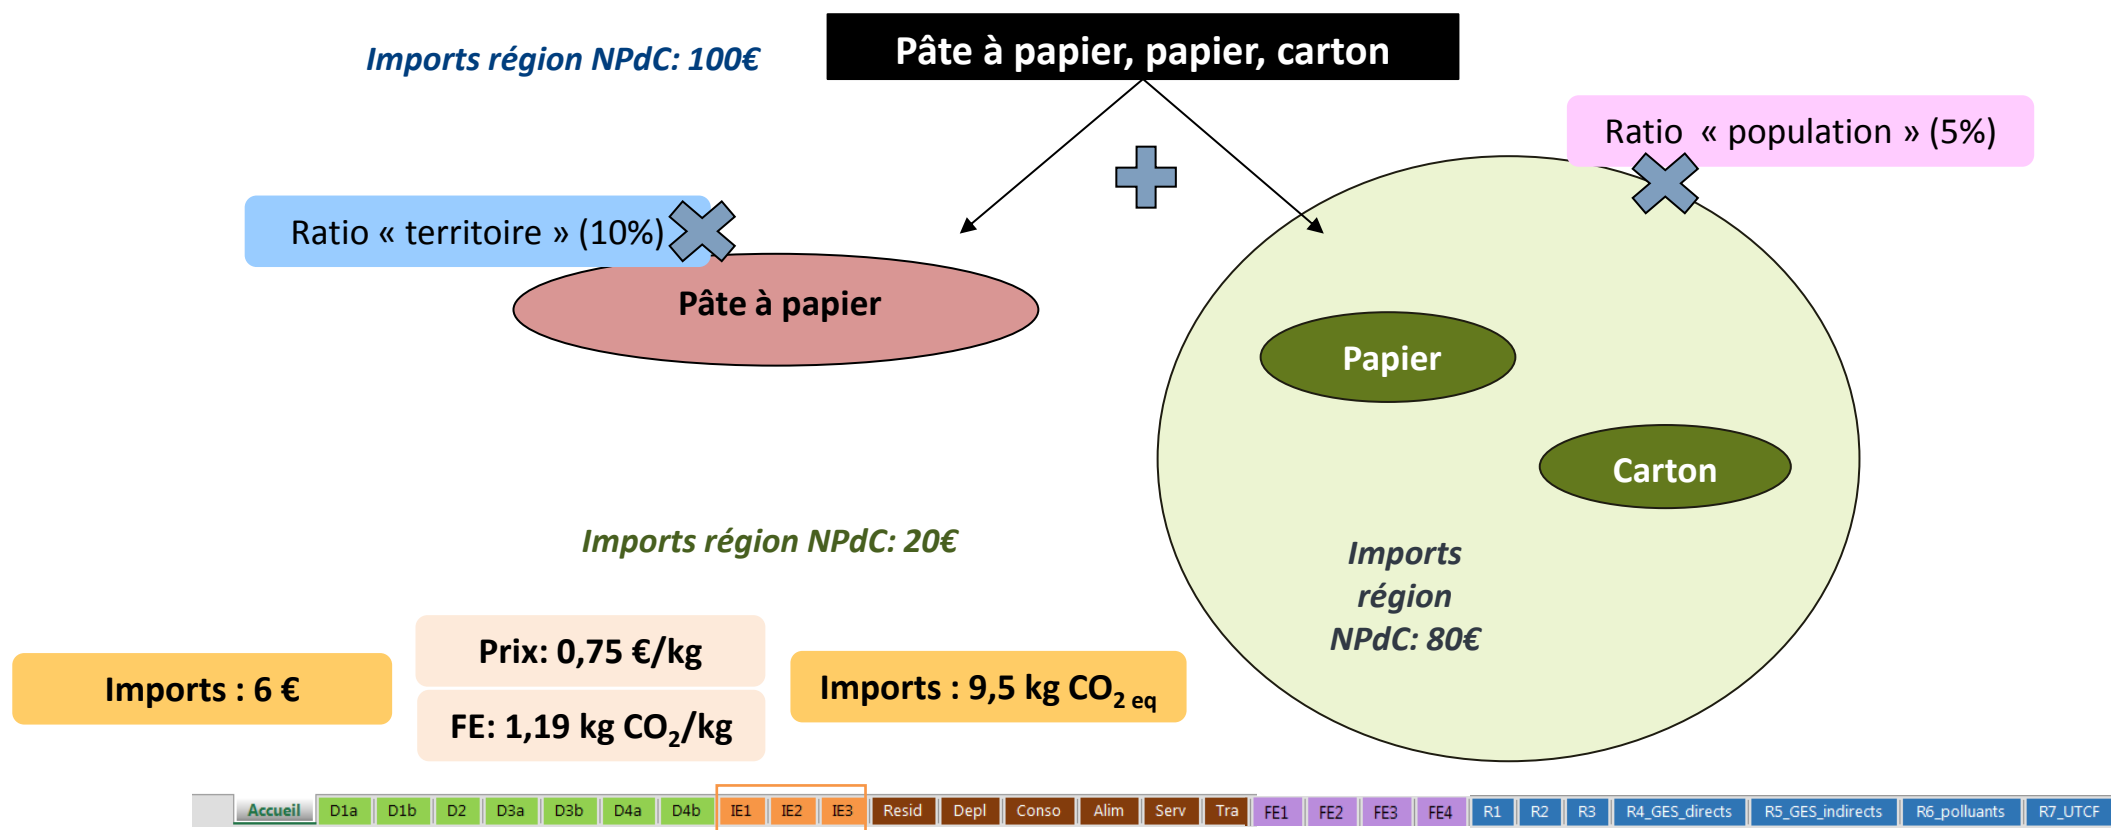 Imports région NPdC: 100€
Pâte à papier, papier, carton
Ratio « population » (5%)
Ratio « territoire » (10%)
Pâte à papier
Papier
Carton
Imports région NPdC: 20€
Imports
région
NPdC: 80€
Imports : 6 €
Prix: 0,75 €/kg
FE: 1,19 kg CO₂/kg
Imports : 9,5 kg CO₂ eq
Accueil D1a D1b D2 D3a D3b D4a D4b IE1 IE2 IE3 Resid Depl Conso Alim Serv Tra FE1 FE2 FE3 FE4 R1 R2 R3 R4_GES_directs R5_GES_indirects R6_polluants R7_UTCF